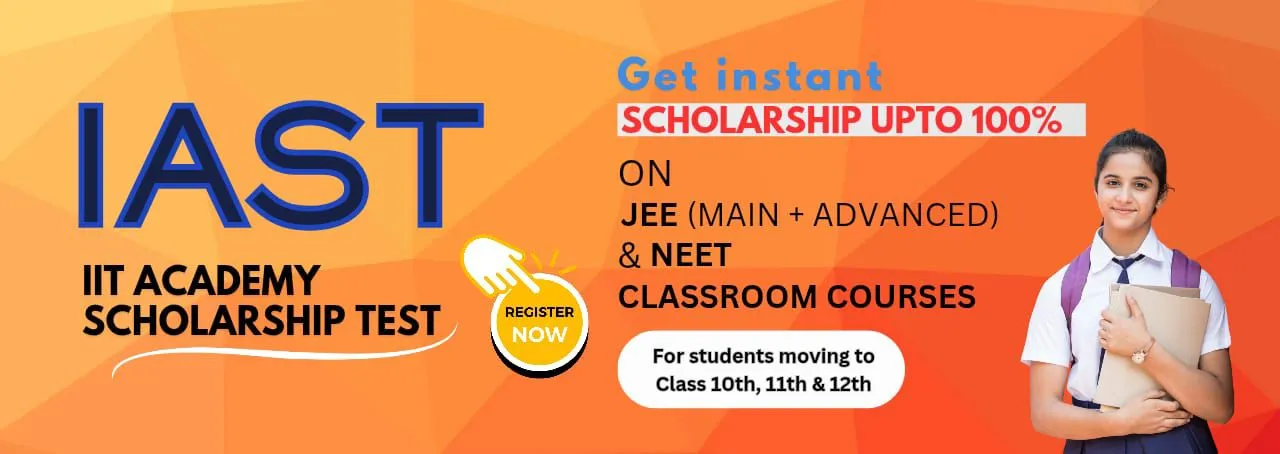 IAST
IIT ACADEMY
SCHOLARSHIP TEST
REGISTER
NOW
Get instant
SCHOLARSHIP UPTO 100%
ON
JEE (MAIN + ADVANCED)
& NEET
CLASSROOM COURSES
For students moving to
Class 10th, 11th & 12th